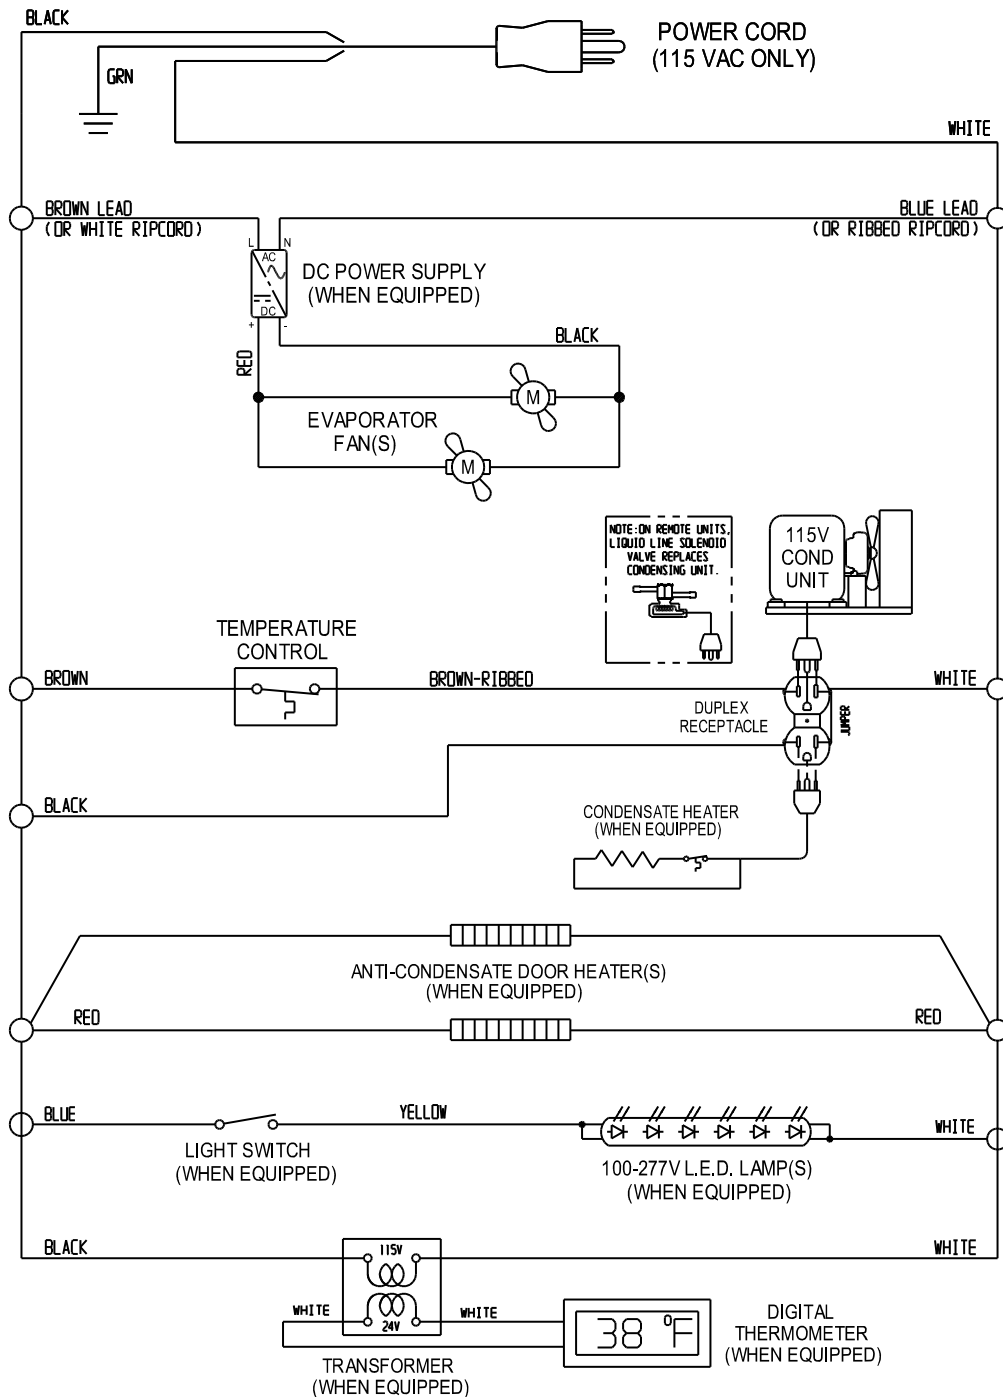 BLACK
POWER CORD
(115 VAC ONLY)
GRN
WHITE
BROWN LEAD
(OR WHITE RIPCORD)
BLUE LEAD
(OR RIBBED RIPCORD)
L
N
AC
DC POWER SUPPLY
(WHEN EQUIPPED)
DC
+
-
BLACK
RED
M
EVAPORATOR
FAN(S)
M
NOTE:ON REMOTE UNITS,
LIQUID LINE SOLENOID
VALVE REPLACES
CONDENSING UNIT.
115V
COND
UNIT
TEMPERATURE
CONTROL
BROWN
BROWN-RIBBED
WHITE
DUPLEX
RECEPTACLE
JUMPER
BLACK
CONDENSATE HEATER
(WHEN EQUIPPED)
ANTI-CONDENSATE DOOR HEATER(S)
(WHEN EQUIPPED)
RED
RED
BLUE
YELLOW
WHITE
LIGHT SWITCH
(WHEN EQUIPPED)
100-277V L.E.D. LAMP(S)
(WHEN EQUIPPED)
BLACK
115V
WHITE
WHITE
24V
WHITE
38 °F
DIGITAL
THERMOMETER
(WHEN EQUIPPED)
TRANSFORMER
(WHEN EQUIPPED)